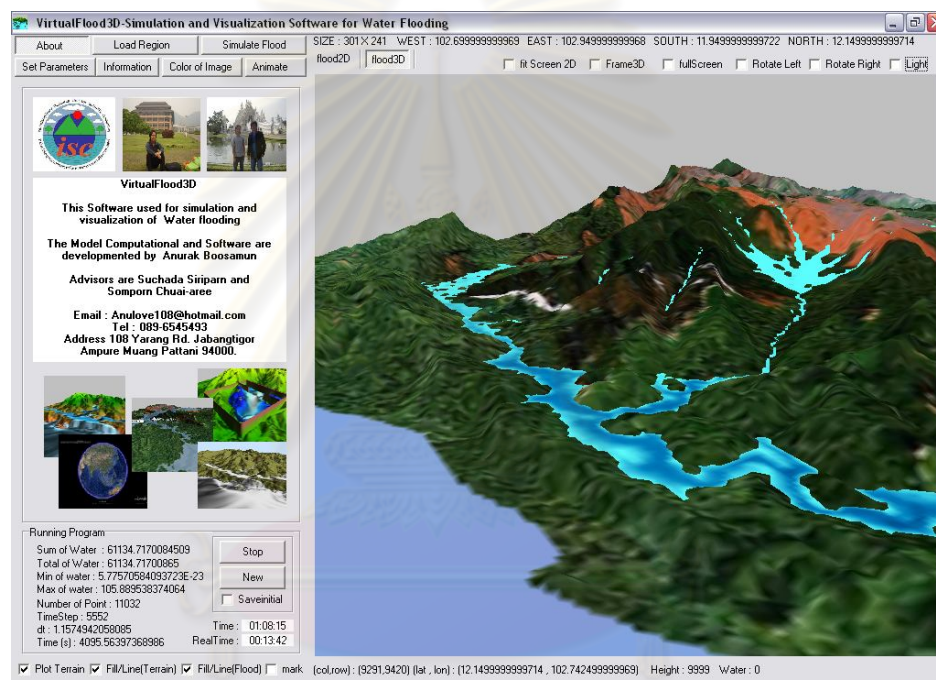 VirtualFlood3D-Simulation and Visualization Software for Water Flooding
About Load Region Simulate Flood
Set Parameters Information Color of Image Animate
SIZE : 301 X 241 WEST : 102.699999999969 EAST : 102.949999999968 SOUTH : 11.9499999999722 NORTH : 12.1499999999714
flood2D flood3D
fit Screen 2D Frame3D fullScreen Rotate Left Rotate Right Light
isc
VirtualFlood3D
This Software used for simulation and
visualization of Water flooding
The Model Computational and Software are
developmented by Anurak Boosamun
Advisors are Suchada Siriparn and
Somporn Chuai-aree
Email : Anulove108@hotmail.com
Tel : 089-6545493
Address 108 Yarang Rd. Jabangtigor
Ampure Muang Pattani 94000.
Running Program
Sum of Water : 61134.7170084509
Total of Water : 61134.71700865
Min of water : 5.77570584093723E-23
Max of water : 105.889538374064
Number of Point : 11032
TimeStep : 5552
dt : 1.1574942058085
Time (s) : 4095.56397368986
Stop
New
Saveinitial
Time : 01:08:15
RealTime : 00:13:42
Plot Terrain Fill/Line(Terrain) Fill/Line(Flood) mark (col,row) : (9291,9420) (lat , lon) : (12.1499999999714 , 102.742499999969) Height : 9999 Water : 0